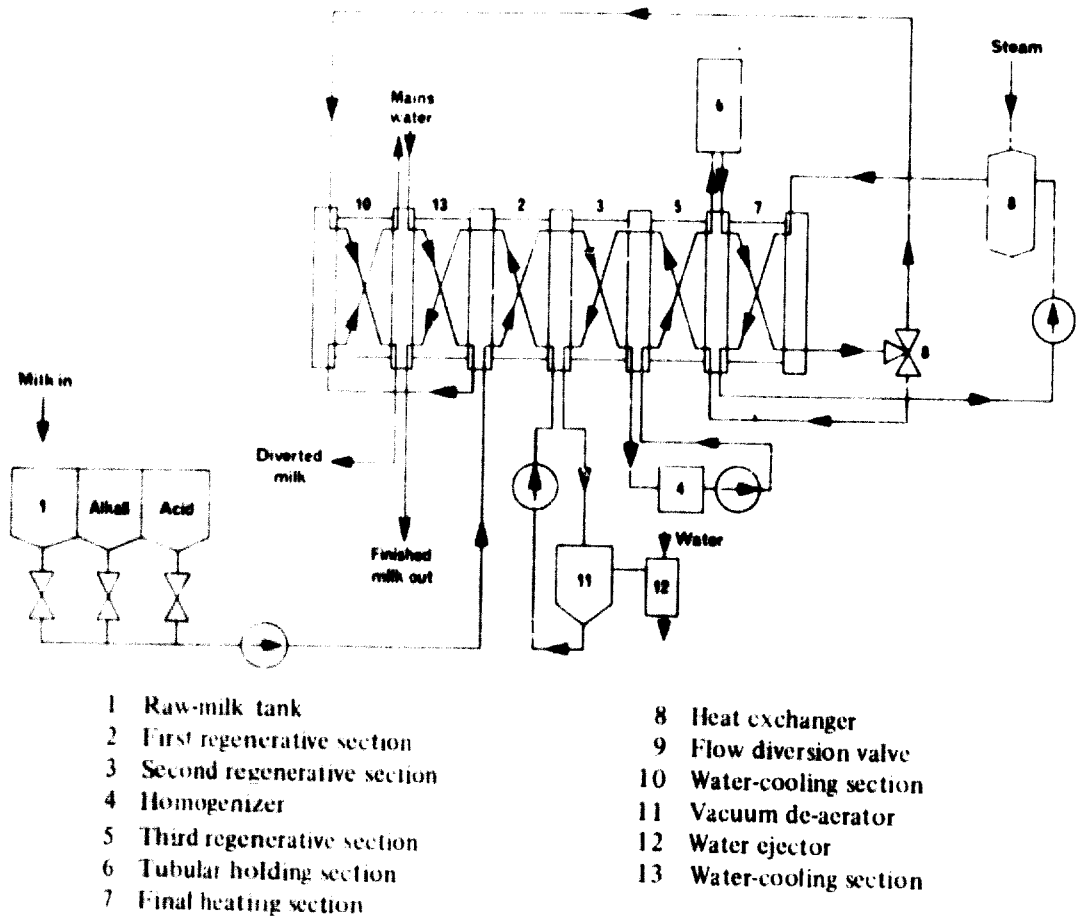 Steam
Mains
water
6
8
10
13
2
3
5
7
8
Milk in
Diverted
milk
4
1
Alkali
Acid
Finished
milk out
Water
11
12
1 Raw-milk tank
2 First regenerative section
3 Second regenerative section
4 Homogenizer
5 Third regenerative section
6 Tubular holding section
7 Final heating section
8 Heat exchanger
9 Flow diversion valve
10 Water-cooling section
11 Vacuum de-aerator
12 Water ejector
13 Water-cooling section